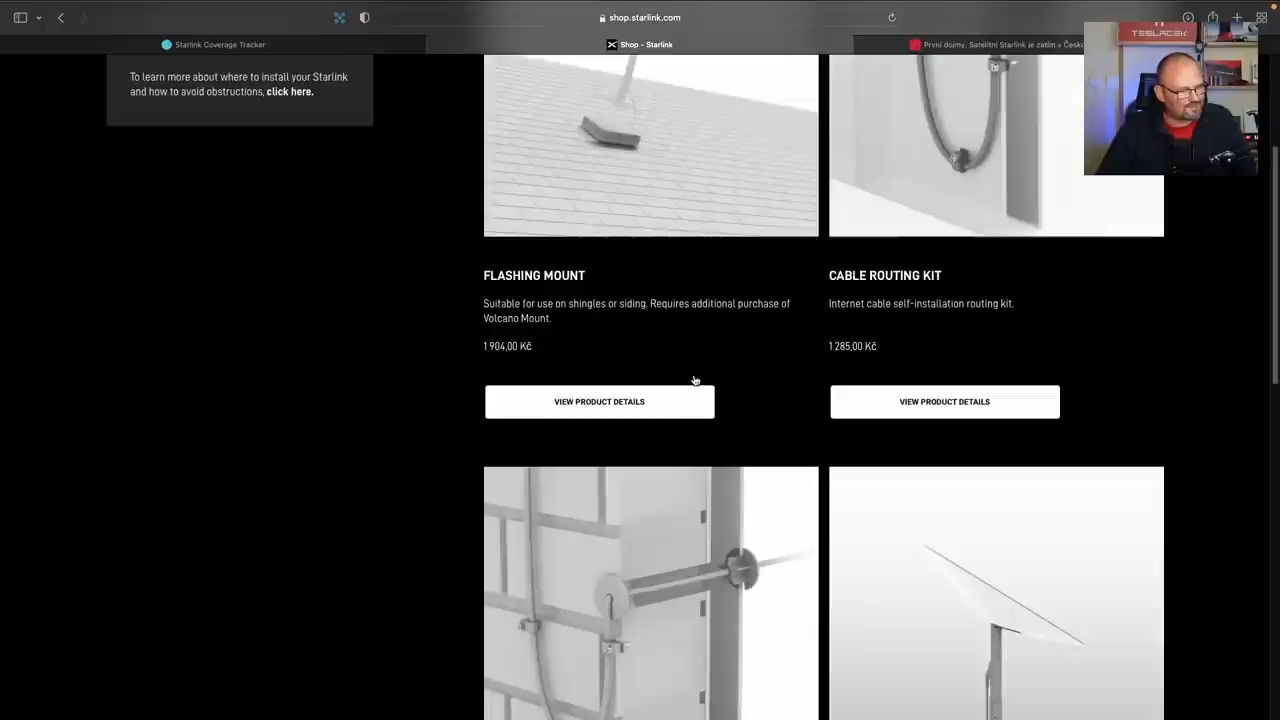 shop.starlink.com
Starlink Coverage Tracker
Shop - Starlink
První dojmy: Satelitní Starlink je zatím v Česku
TESLACEK
To learn more about where to install your Starlink
and how to avoid obstructions, click here.
FLASHING MOUNT
Suitable for use on shingles or siding. Requires additional purchase of
Volcano Mount.
1 904,00 Kč
VIEW PRODUCT DETAILS
CABLE ROUTING KIT
Internet cable self-installation routing kit.
1 285,00 Kč
VIEW PRODUCT DETAILS